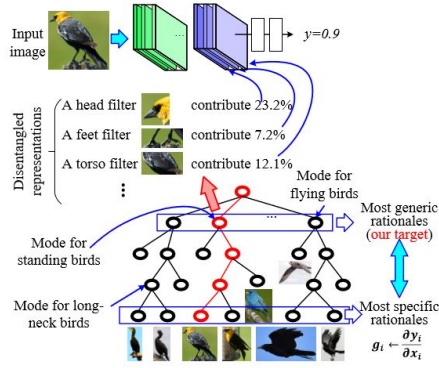 Input
image
...
y=0.9
A head filter
contribute 23.2%
A feet filter
contribute 7.2%
A torso filter
contribute 12.1%
Disentangled
representations
Mode for
flying birds
...
Most generic
rationales
(our target)
Mode for
standing birds
Mode for long-
neck birds
Most specific
rationales
gᵢ ← ∂yᵢ/∂xᵢ